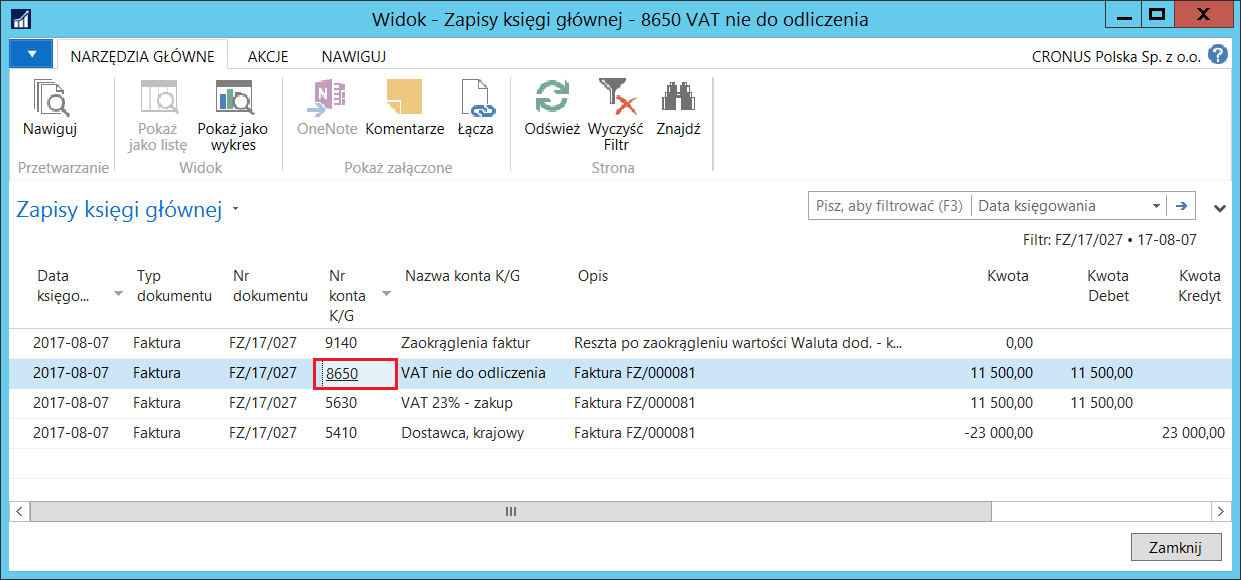 Widok - Zapisy księgi głównej - 8650 VAT nie do odliczenia
NARZĘDZIA GŁÓWNE AKCJE NAWIGUJ CRONUS Polska Sp. z o.o. ?
Nawiguj
Pokaż jako listę
Pokaż jako wykres
OneNote
Komentarze
Łącza
Odśwież
Wyczyść Filtr
Znajdź
Przetwarzanie Widok Pokaż załączone Strona
Zapisy księgi głównej
Pisz, aby filtrować (F3) Data księgowania
Filtr: FZ/17/027 • 17-08-07
Data księgo... Typ dokumentu Nr dokumentu Nr konta K/G Nazwa konta K/G Opis Kwota Kwota Debet Kwota Kredyt
2017-08-07 Faktura FZ/17/027 9140 Zaokrąglenia faktur Reszta po zaokrągleniu wartości Waluta dod. - k... 0,00
2017-08-07 Faktura FZ/17/027 8650 VAT nie do odliczenia Faktura FZ/000081 11 500,00 11 500,00
2017-08-07 Faktura FZ/17/027 5630 VAT 23% - zakup Faktura FZ/000081 11 500,00 11 500,00
2017-08-07 Faktura FZ/17/027 5410 Dostawca, krajowy Faktura FZ/000081 -23 000,00 23 000,00
Zamknij